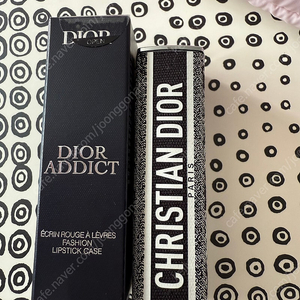 DIOR
DIOR
ADDICT
ÉCRIN ROUGE À LÈVRES
FASHION
LIPSTICK CASE
CHRISTIAN DIOR
PARIS